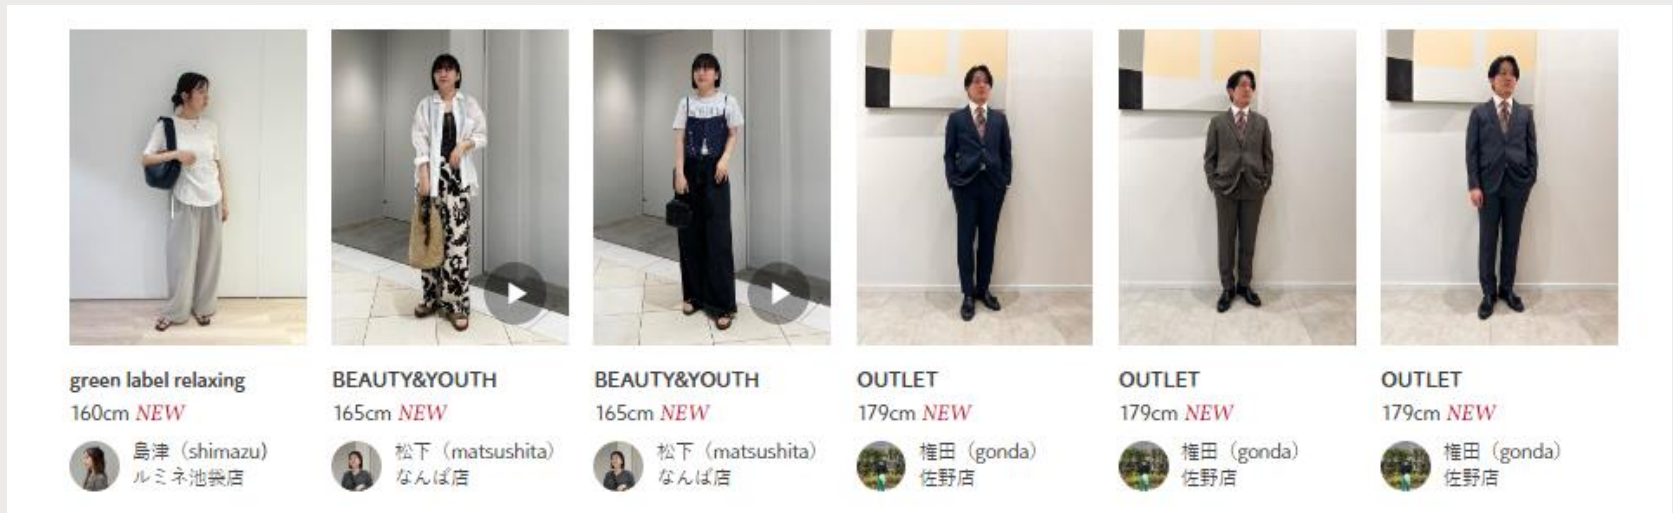 green label relaxing
160cm NEW
島津（shimazu)
ルミネ池袋店
BEAUTY&YOUTH
165cm NEW
松下（matsushita）
なんば店
BEAUTY&YOUTH
165cm NEW
松下（matsushita）
なんば店
OUTLET
179cm NEW
権田（gonda）
佐野店
OUTLET
179cm NEW
権田（gonda）
佐野店
OUTLET
179cm NEW
権田（gonda）
佐野店